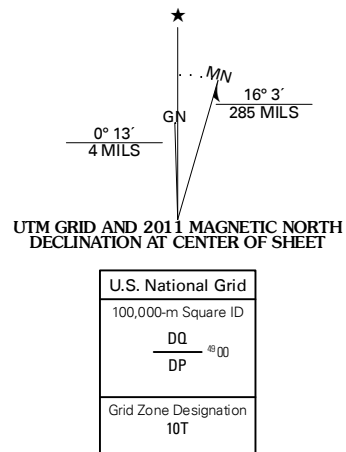 ★
MN
GN
16° 3´
285 MILS
0° 13´
4 MILS
UTM GRID AND 2011 MAGNETIC NORTH
DECLINATION AT CENTER OF SHEET
U.S. National Grid
100,000-m Square ID
DQ
4900
DP
Grid Zone Designation
10T